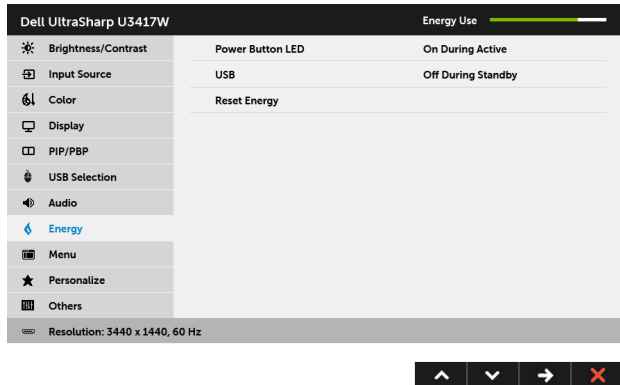 Dell UltraSharp U3417W
Energy Use
Brightness/Contrast
Power Button LED
On During Active
Input Source
USB
Off During Standby
Color
Reset Energy
Display
PIP/PBP
USB Selection
Audio
Energy
Menu
Personalize
Others
Resolution: 3440 x 1440, 60 Hz